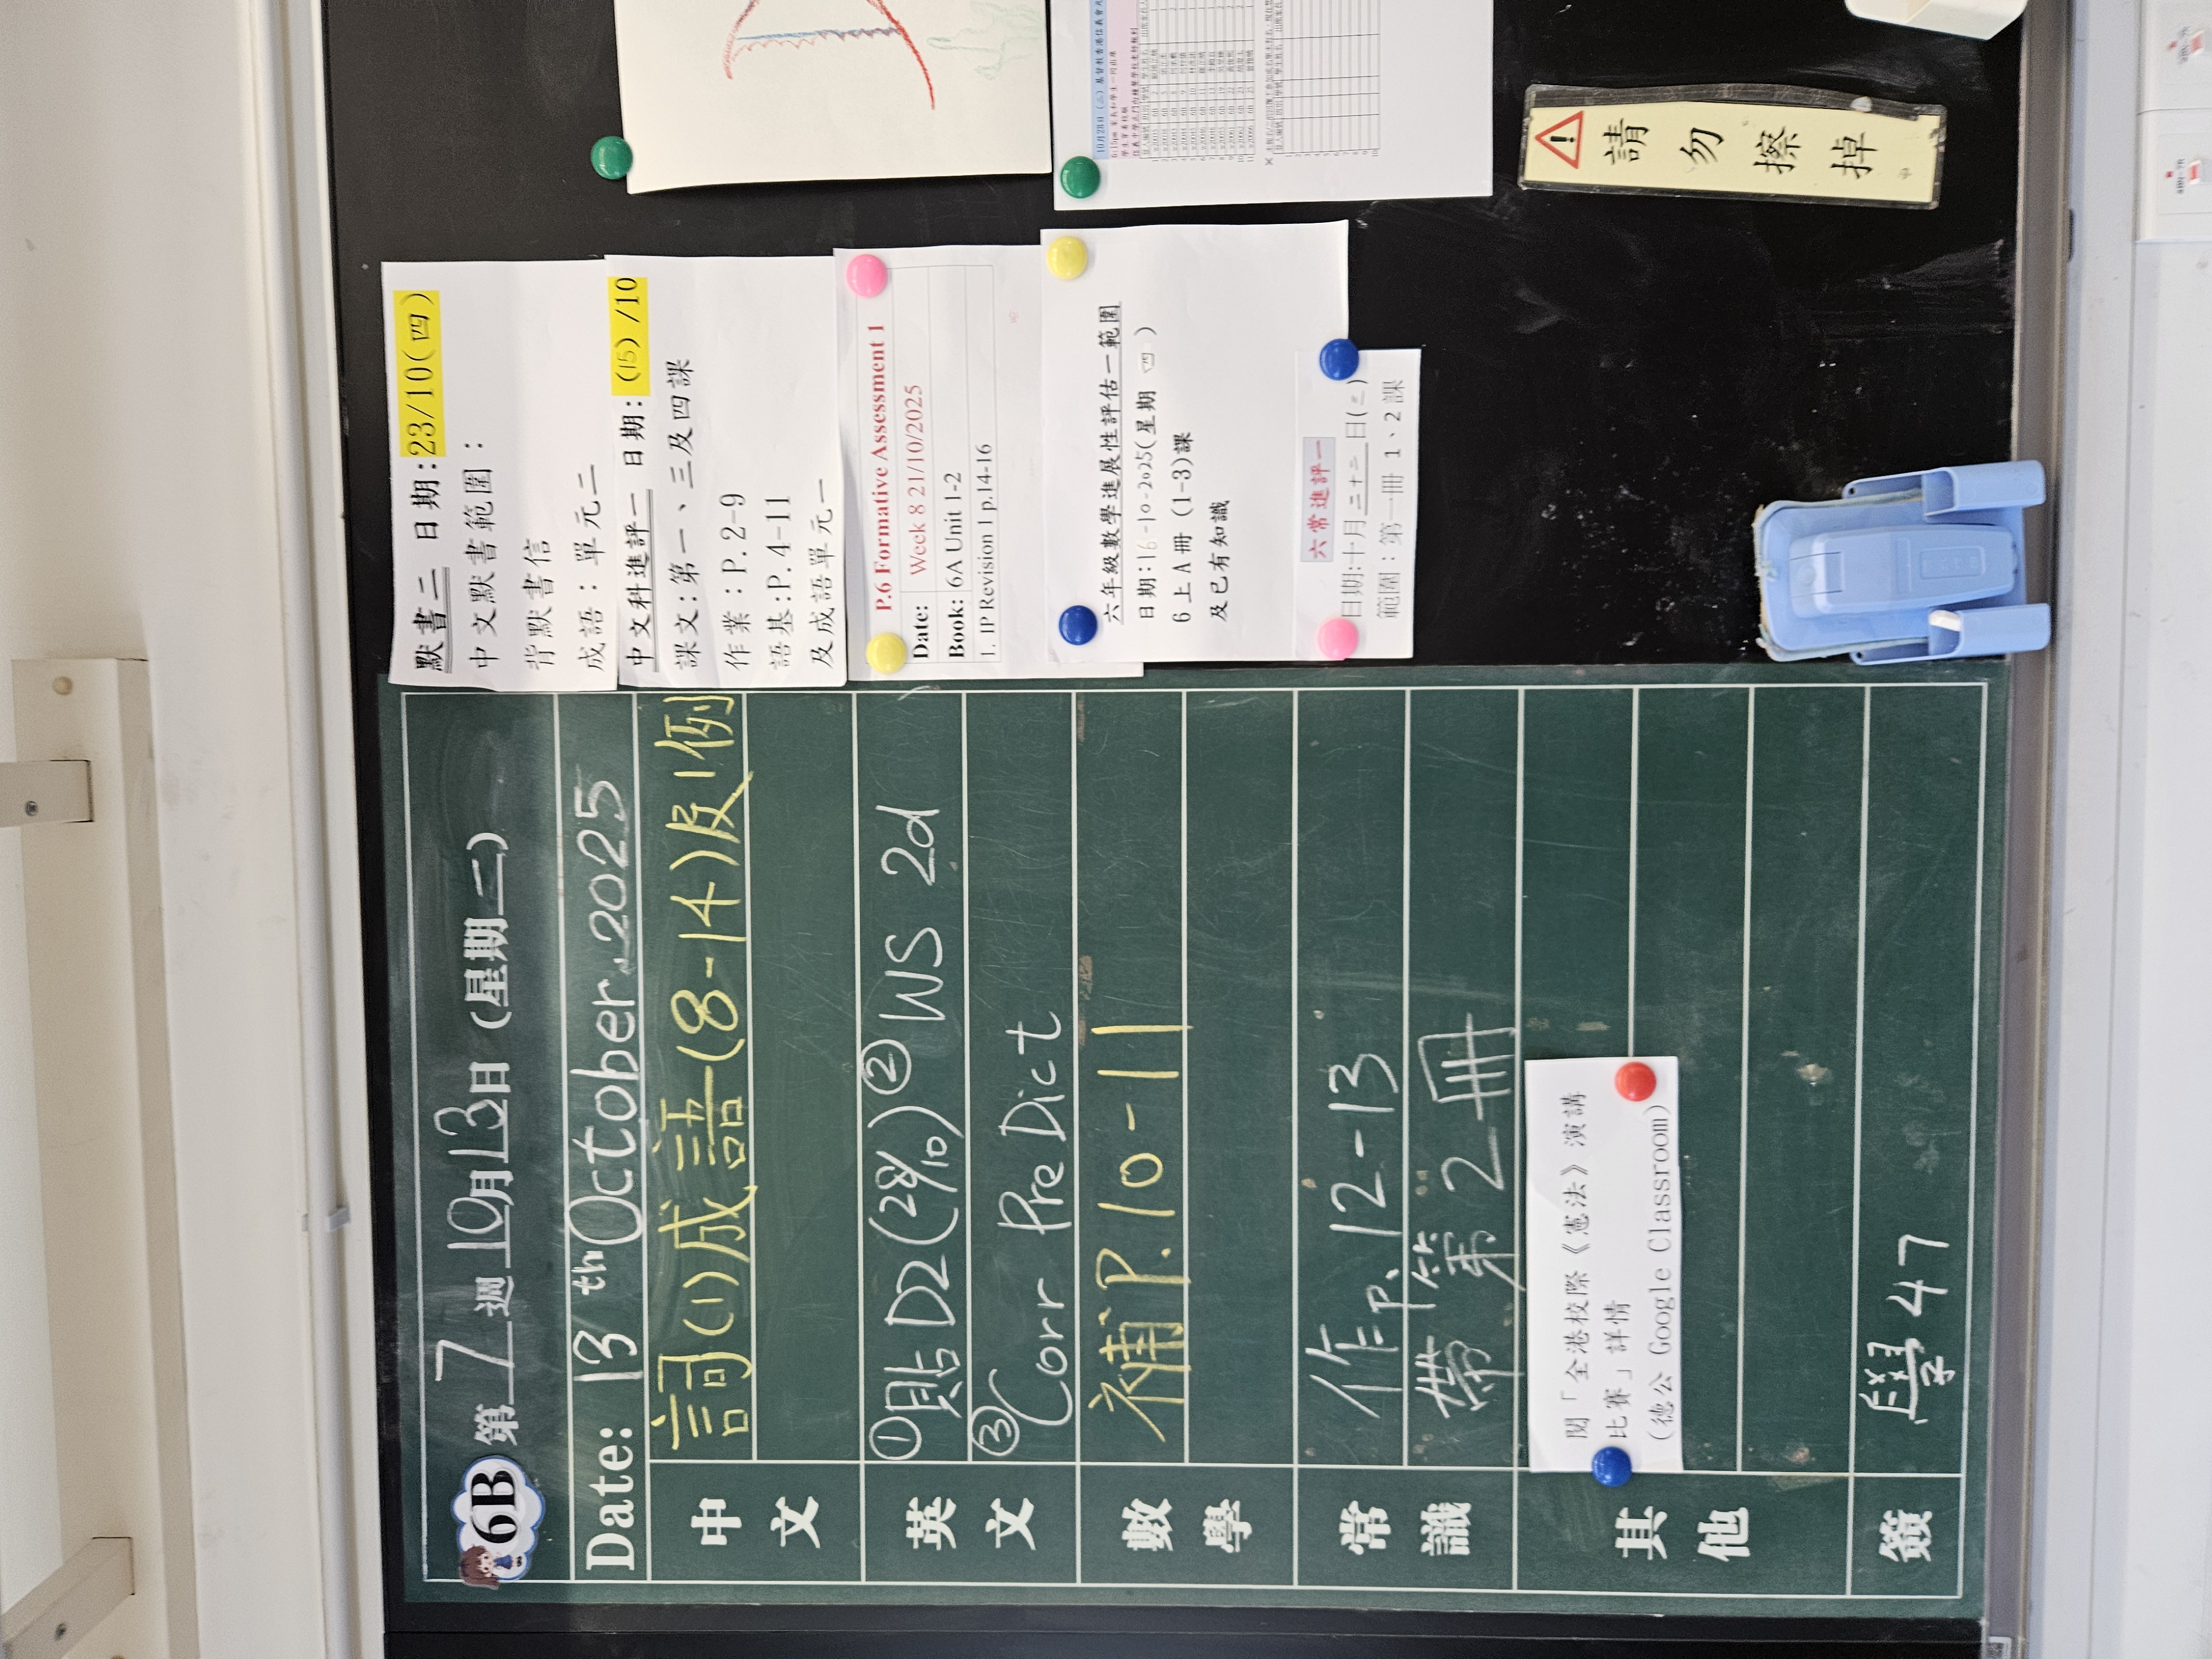 6B 第 7 週 10月13日(星期二)
Date: 13th October, 2025
中文
詞(1)成語(8-14)及1例
英文
①貼D2(28/10) ② WS 2d
③ Corr Pre Dict
數學
補P.10-11
常識
作P.12-13
帶第2冊
其他
閱「全港校際《憲法》演講
比賽」詳情
(德公 Google Classroom)
簽
學 47
默書二 日期:23/10(四)
中文默書範圍:
背默書信
成語:單元二
中文科進評一 日期:(15)/10
課文:第一、三及四課
作業:P.2-9
語基:P.4-11
及成語單元一
P.6 Formative Assessment 1
Date: Week 8 21/10/2025
Book: 6A Unit 1-2
1. IP Revision 1 p.14-16
六年級數學進展性評估一範圍
日期:16-10-2025(星期 四)
6上A冊 (1-3)課
及已有知識
六常進評一
日期:十月二十二日(三)
範圍:第一冊 1、2課
請勿擦掉